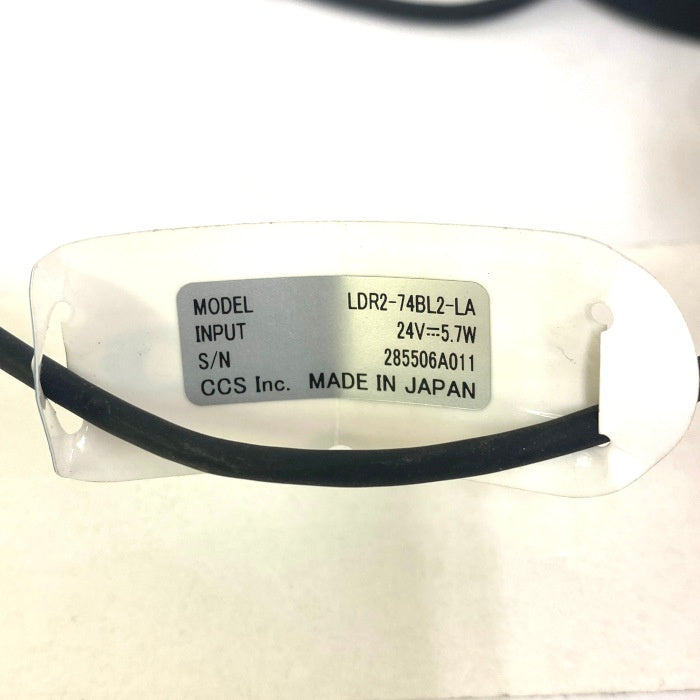 MODEL LDR2-74BL2-LA
INPUT 24V⎓5.7W
S/N 285506A011
CCS Inc. MADE IN JAPAN